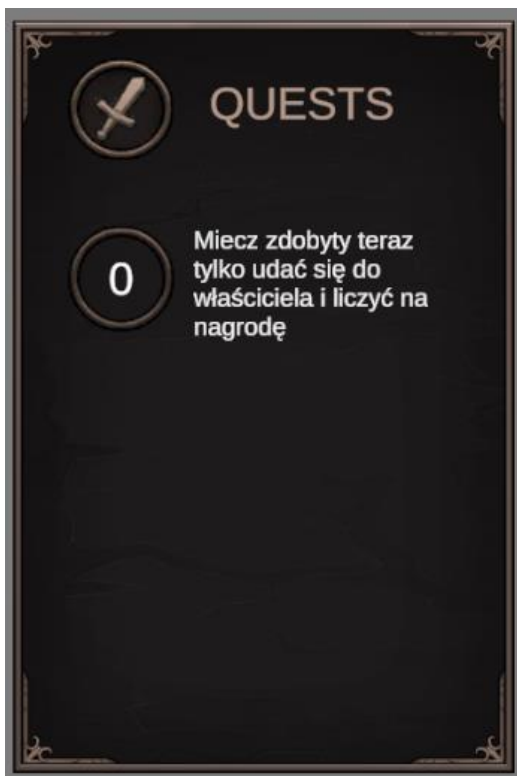 QUESTS
0
Miecz zdobyty teraz
tylko udać się do
właściciela i liczyć na
nagrodę